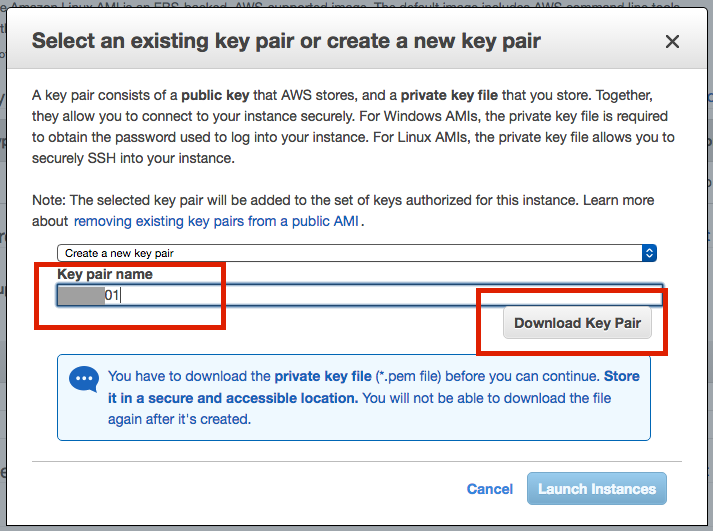 Select an existing key pair or create a new key pair
A key pair consists of a public key that AWS stores, and a private key file that you store. Together,
they allow you to connect to your instance securely. For Windows AMIs, the private key file is required
to obtain the password used to log into your instance. For Linux AMIs, the private key file allows you to
securely SSH into your instance.
Note: The selected key pair will be added to the set of keys authorized for this instance. Learn more
about removing existing key pairs from a public AMI .
Create a new key pair
Key pair name
01
Download Key Pair
You have to download the private key file (*.pem file) before you can continue. Store
it in a secure and accessible location. You will not be able to download the file
again after it's created.
Cancel Launch Instances